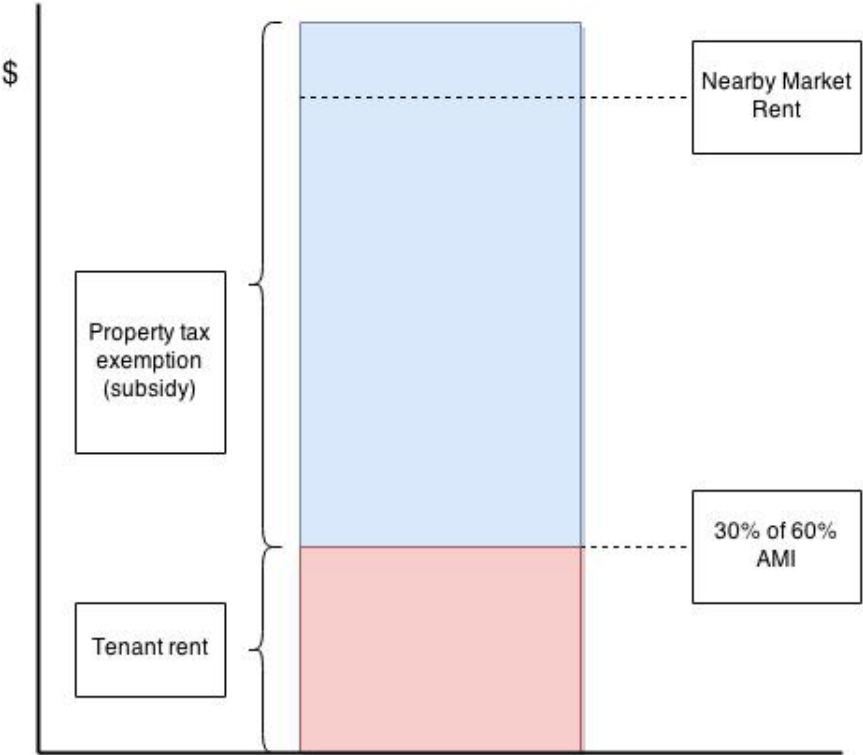 $
Nearby Market
Rent
Property tax
exemption
(subsidy)
30% of 60%
AMI
Tenant rent